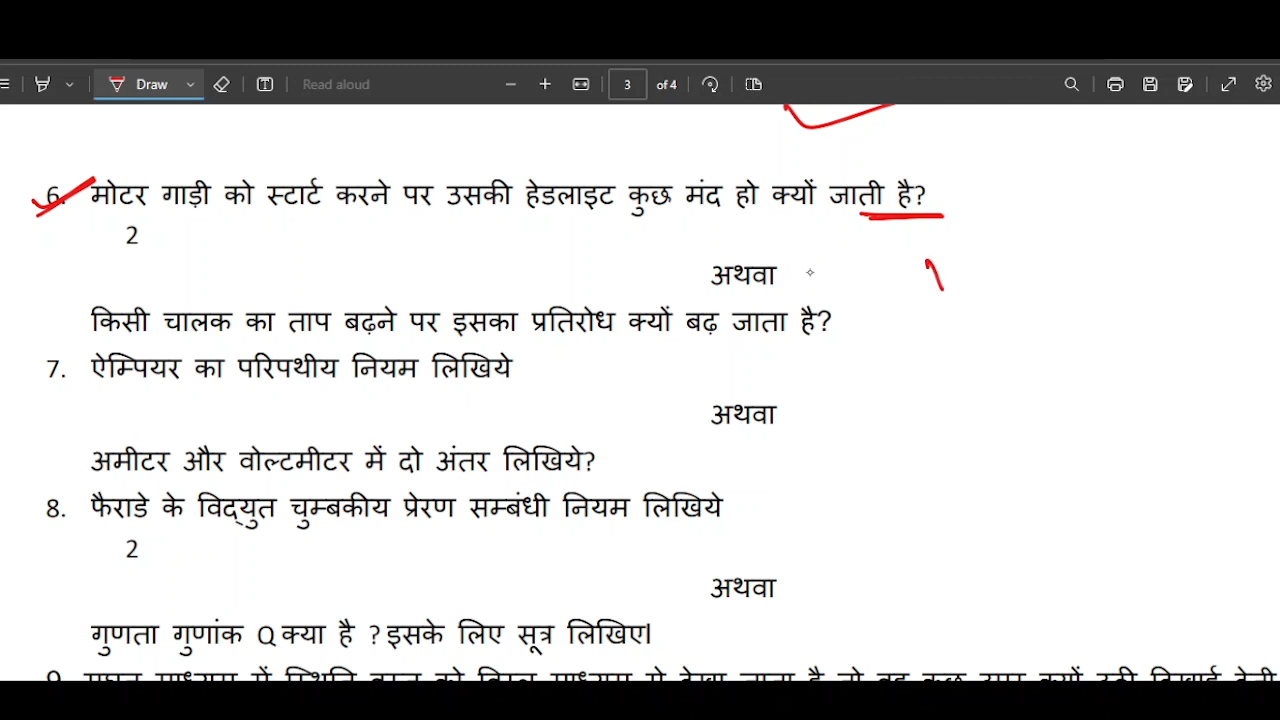 Draw
Read aloud
3 of 4
6. मोटर गाड़ी को स्टार्ट करने पर उसकी हेडलाइट कुछ मंद हो क्यों जाती है?
2
अथवा
किसी चालक का ताप बढ़ने पर इसका प्रतिरोध क्यों बढ़ जाता है?
7. ऐम्पियर का परिपथीय नियम लिखिये
अथवा
अमीटर और वोल्टमीटर में दो अंतर लिखिये?
8. फैराडे के विद्युत चुम्बकीय प्रेरण सम्बंधी नियम लिखिये
2
अथवा
गुणता गुणांक Q क्या है ? इसके लिए सूत्र लिखिए।